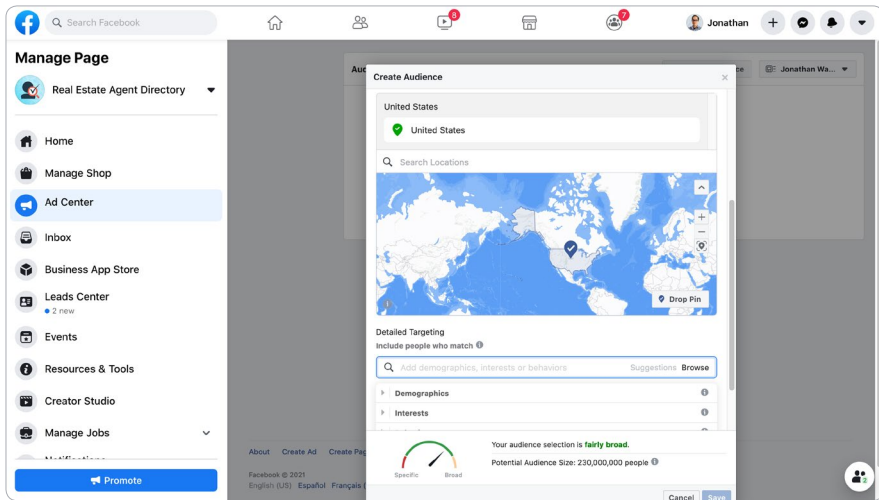 Search Facebook
8
7
Jonathan
Manage Page
Real Estate Agent Directory
Home
Manage Shop
Ad Center
Inbox
Business App Store
Leads Center
2 new
Events
Resources & Tools
Creator Studio
Manage Jobs
Promote
Jonathan Wa...
Create Audience
United States
United States
Search Locations
Drop Pin
Detailed Targeting
Include people who match
Add demographics, interests or behaviors
Suggestions Browse
Demographics
Interests
Specific
Broad
Your audience selection is fairly broad.
Potential Audience Size: 230,000,000 people
Cancel
Save
About Create Ad Create Pag
Facebook © 2021
English (US) Español Français (
2